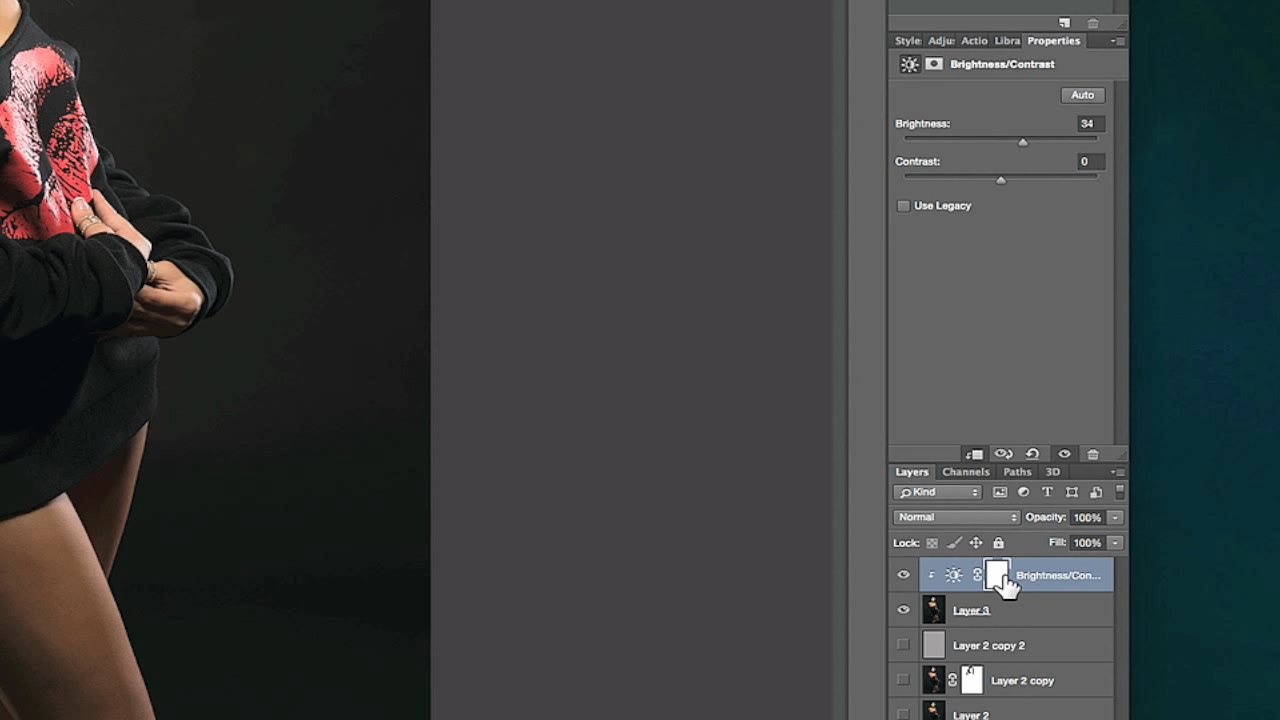 Style Adju Actio Libra Properties
Brightness/Contrast
Auto
Brightness: 34
Contrast: 0
Use Legacy
Layers Channels Paths 3D
Kind T
Normal Opacity: 100%
Lock: Fill: 100%
Brightness/Con...
Layer 3
Layer 2 copy 2
Layer 2 copy
Layer 2